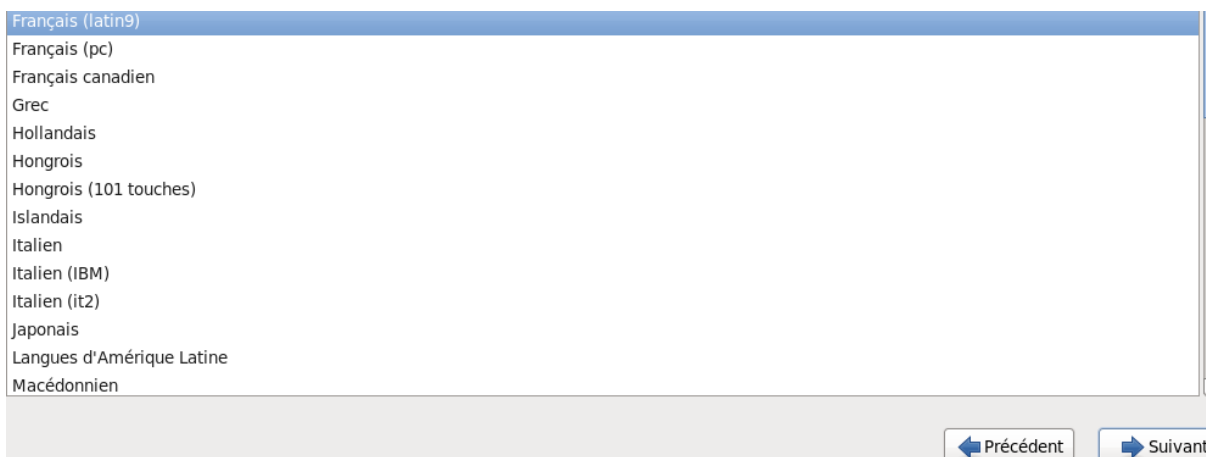 Français (latin9)
Français (pc)
Français canadien
Grec
Hollandais
Hongrois
Hongrois (101 touches)
Islandais
Italien
Italien (IBM)
Italien (it2)
Japonais
Langues d'Amérique Latine
Macédonnien
Précédent Suivant